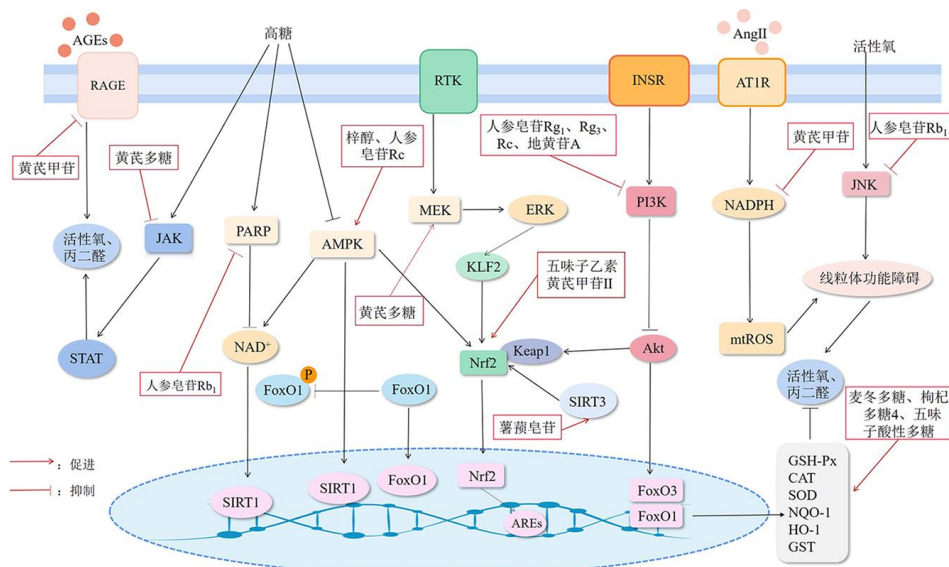 AGEs
高糖
AngII
活性氧
RAGE
RTK
INSR
AT1R
黄芪甲苷
黄芪多糖
梓醇、人参
皂苷Rc
人参皂苷Rg₁、Rg₃、
Rc、地黄苷A
黄芪甲苷
人参皂苷Rb₁
活性氧、
丙二醛
JAK
PARP
AMPK
MEK
ERK
PI3K
NADPH
JNK
KLF2
黄芪多糖
五味子乙素
黄芪甲苷II
线粒体功能障碍
STAT
NAD⁺
Nrf2
Keap1
Akt
mtROS
人参皂苷Rb₁
FoxO1
P
FoxO1
SIRT3
薯蓣皂苷
活性氧、
丙二醛
麦冬多糖、枸杞
多糖4、五味
子酸性多糖
：促进
：抑制
SIRT1
SIRT1
FoxO1
Nrf2
AREs
FoxO3
FoxO1
GSH-Px
CAT
SOD
NQO-1
HO-1
GST